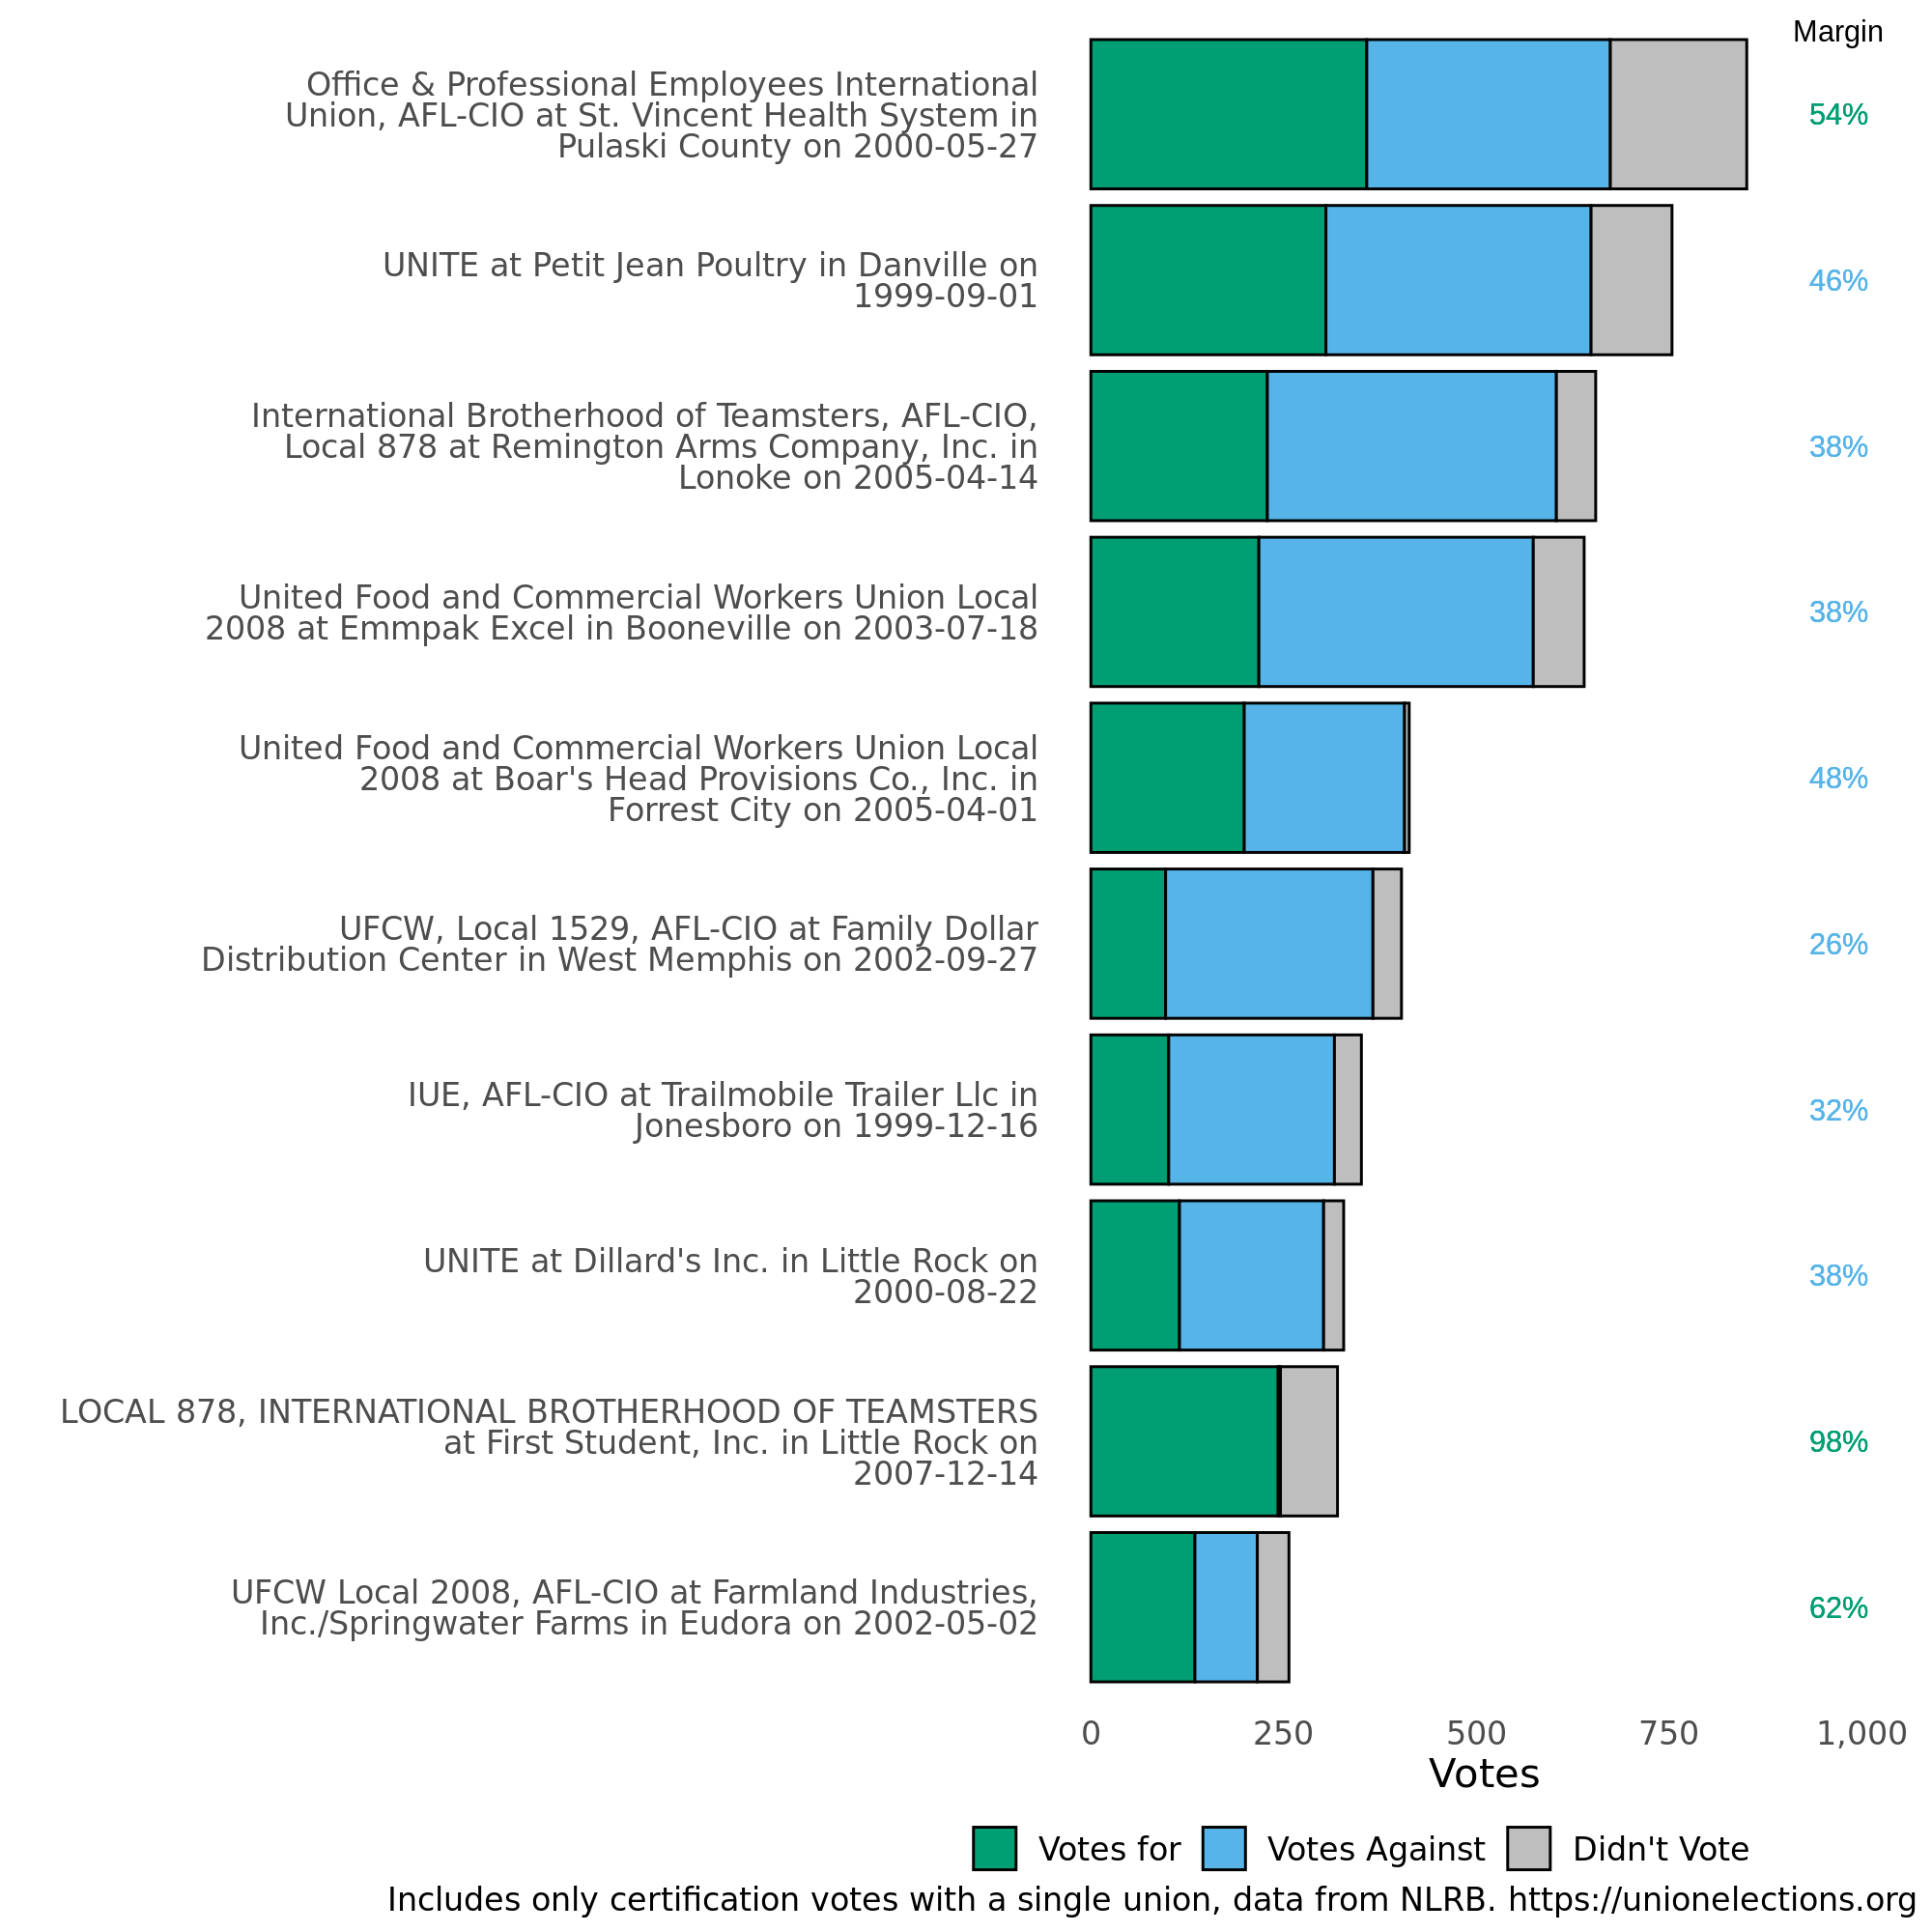 Margin
Office & Professional Employees International
Union, AFL-CIO at St. Vincent Health System in
Pulaski County on 2000-05-27
54%
UNITE at Petit Jean Poultry in Danville on
1999-09-01
46%
International Brotherhood of Teamsters, AFL-CIO,
Local 878 at Remington Arms Company, Inc. in
Lonoke on 2005-04-14
38%
United Food and Commercial Workers Union Local
2008 at Emmpak Excel in Booneville on 2003-07-18
38%
United Food and Commercial Workers Union Local
2008 at Boar's Head Provisions Co., Inc. in
Forrest City on 2005-04-01
48%
UFCW, Local 1529, AFL-CIO at Family Dollar
Distribution Center in West Memphis on 2002-09-27
26%
IUE, AFL-CIO at Trailmobile Trailer Llc in
Jonesboro on 1999-12-16
32%
UNITE at Dillard's Inc. in Little Rock on
2000-08-22
38%
LOCAL 878, INTERNATIONAL BROTHERHOOD OF TEAMSTERS
at First Student, Inc. in Little Rock on
2007-12-14
98%
UFCW Local 2008, AFL-CIO at Farmland Industries,
Inc./Springwater Farms in Eudora on 2002-05-02
62%
0 250 500 750 1,000
Votes
Votes for Votes Against Didn't Vote
Includes only certification votes with a single union, data from NLRB. https://unionelections.org